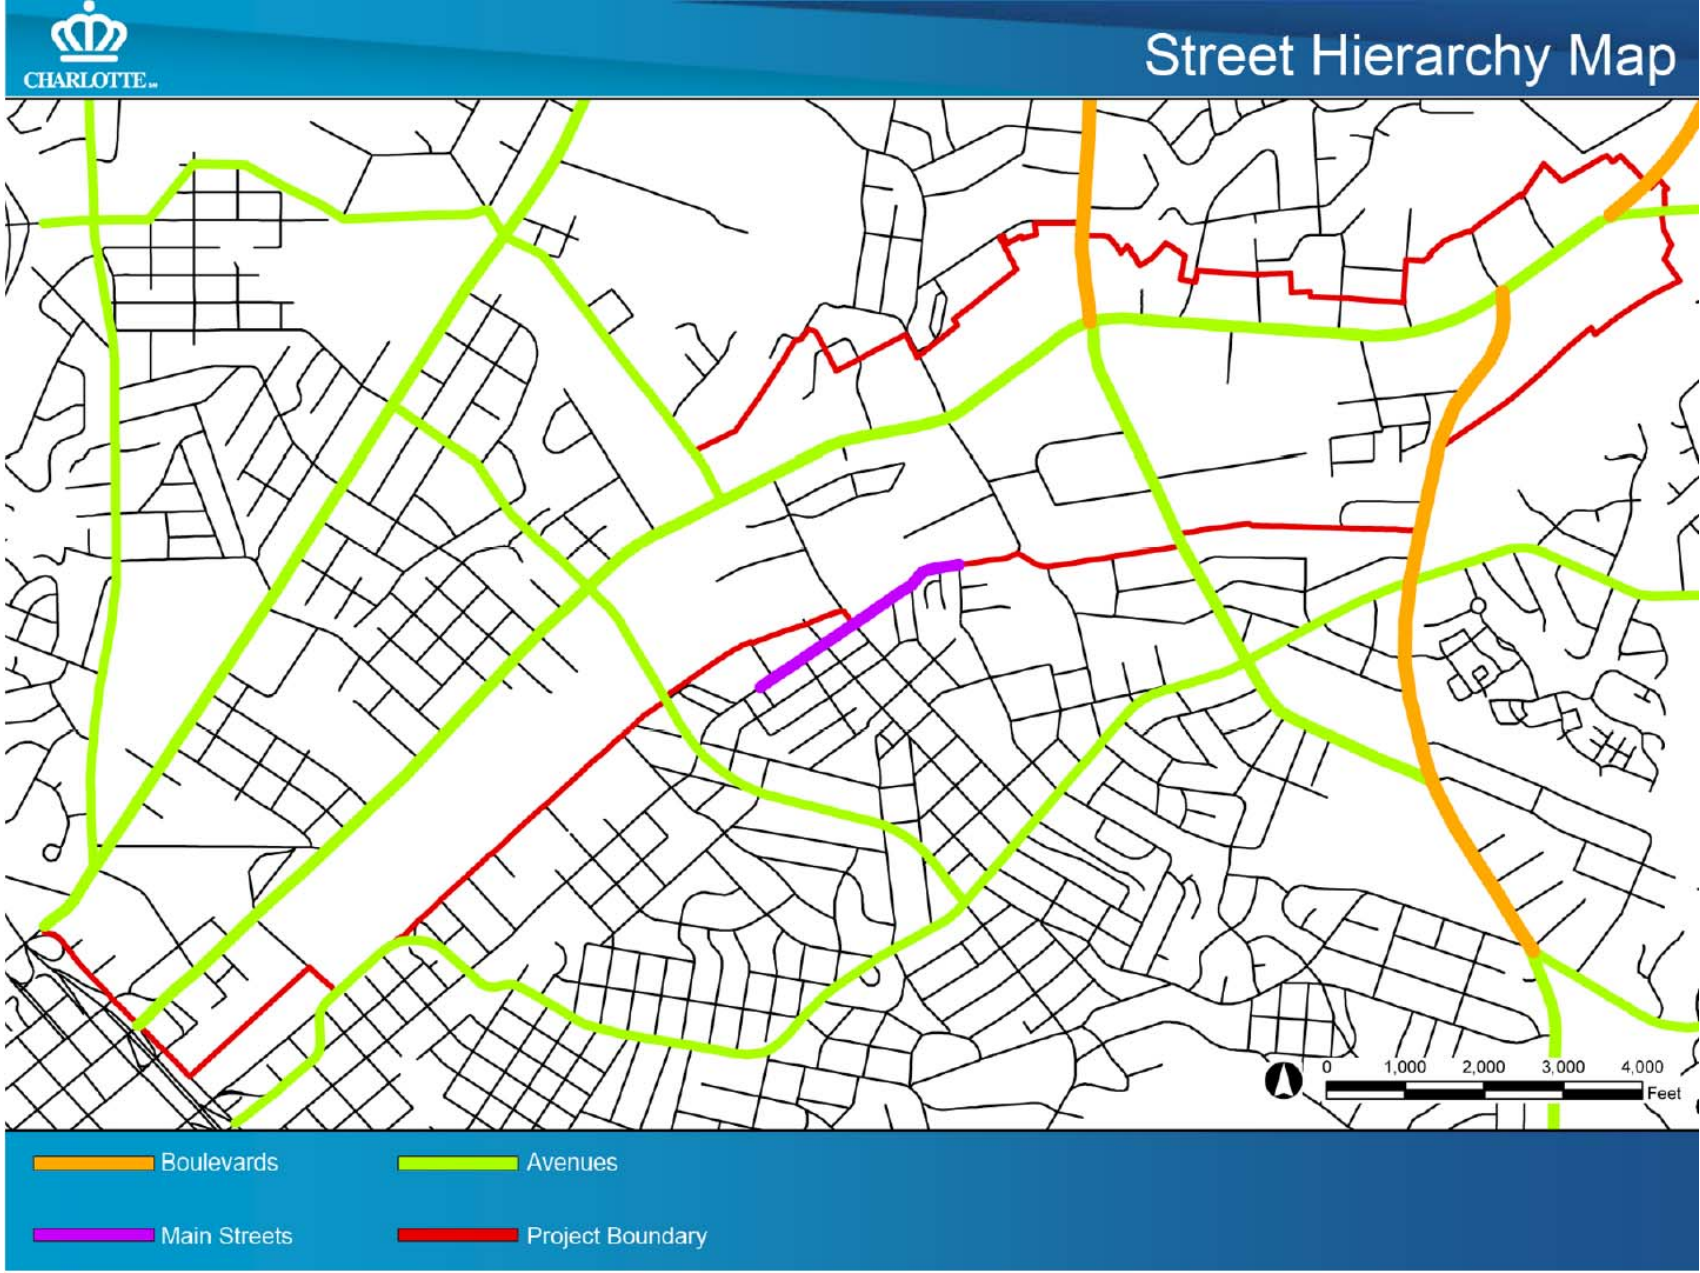 Street Hierarchy Map
CHARLOTTE
0 1,000 2,000 3,000 4,000
Feet
Boulevards
Avenues
Main Streets
Project Boundary